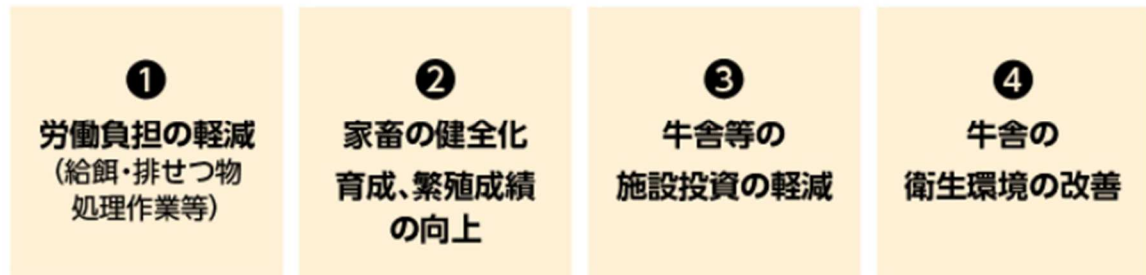 ❶
労働負担の軽減
（給餌・排せつ物
処理作業等）
❷
家畜の健全化
育成、繁殖成績
の向上
❸
牛舎等の
施設投資の軽減
❹
牛舎の
衛生環境の改善